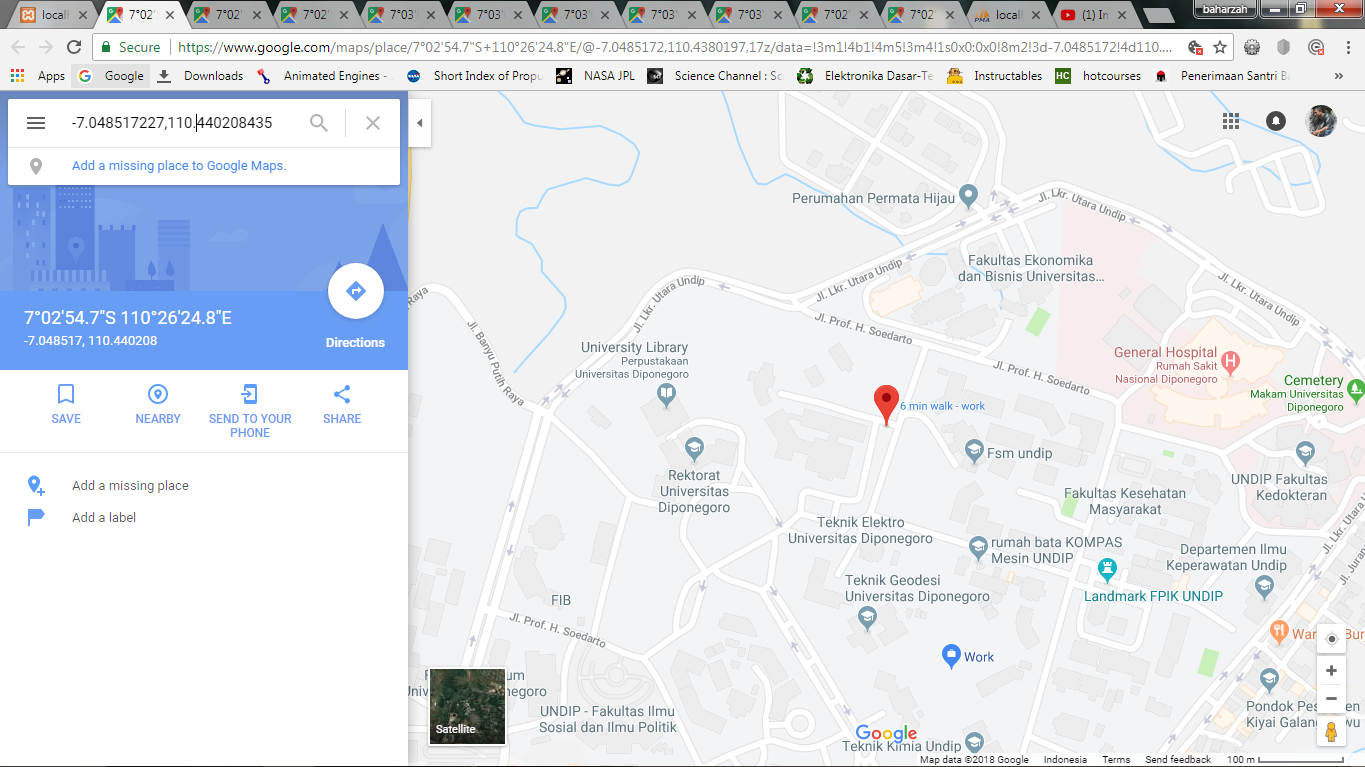 locall
7°02'
7°02'
7°02'
7°03'
7°03'
7°03'
7°03'
7°03'
7°02'
7°02'
locall
(1) In
baharzah
Secure
https://www.google.com/maps/place/7°02'54.7"S+110°26'24.8"E/@-7.0485172,110.4380197,17z/data=!3m1!4b1!4m5!3m4!1s0x0:0x0!8m2!3d-7.0485172!4d110....
Apps
Google
Downloads
Animated Engines -
Short Index of Propu
NASA JPL
Science Channel : Sc
Elektronika Dasar-Te
Instructables
HC
hotcourses
Penerimaan Santri Ba
»
-7.048517227,110.440208435
Add a missing place to Google Maps.
7°02'54.7"S 110°26'24.8"E
-7.048517, 110.440208
Directions
SAVE
NEARBY
SEND TO YOUR
PHONE
SHARE
Add a missing place
Add a label
Perumahan Permata Hijau
Jl. Lkr. Utara Undip
Fakultas Ekonomika
dan Bisnis Universitas...
Jl. Lkr. Utara Undip
Jl. Lkr. Utara Undip
Raya
Jl. Banyu Putih Raya
Jl. Prof. H. Soedarto
Jl. Prof. H. Soedarto
University Library
Perpustakaan
Universitas Diponegoro
General Hospital
Rumah Sakit
Nasional Diponegoro
H
Cemetery
Makam Universitas
Diponegoro
6 min walk - work
Fsm undip
Rektorat
Universitas
Diponegoro
UNDIP Fakultas
Kedokteran
Fakultas Kesehatan
Masyarakat
Teknik Elektro
Universitas Diponegoro
rumah bata KOMPAS
Mesin UNDIP
Departemen Ilmu
Keperawatan Undip
Teknik Geodesi
Universitas Diponegoro
Landmark FPIK UNDIP
Jl. Lkr. Utara Un
Jl. Juran
FIB
Jl. Prof. H. Soedarto
Work
Diponegoro
UNDIP - Fakultas Ilmu
Sosial dan Ilmu Politik
Satellite
Teknik Kimia Undip
Google
Map data ©2018 Google
Indonesia
Terms
Send feedback
100 m